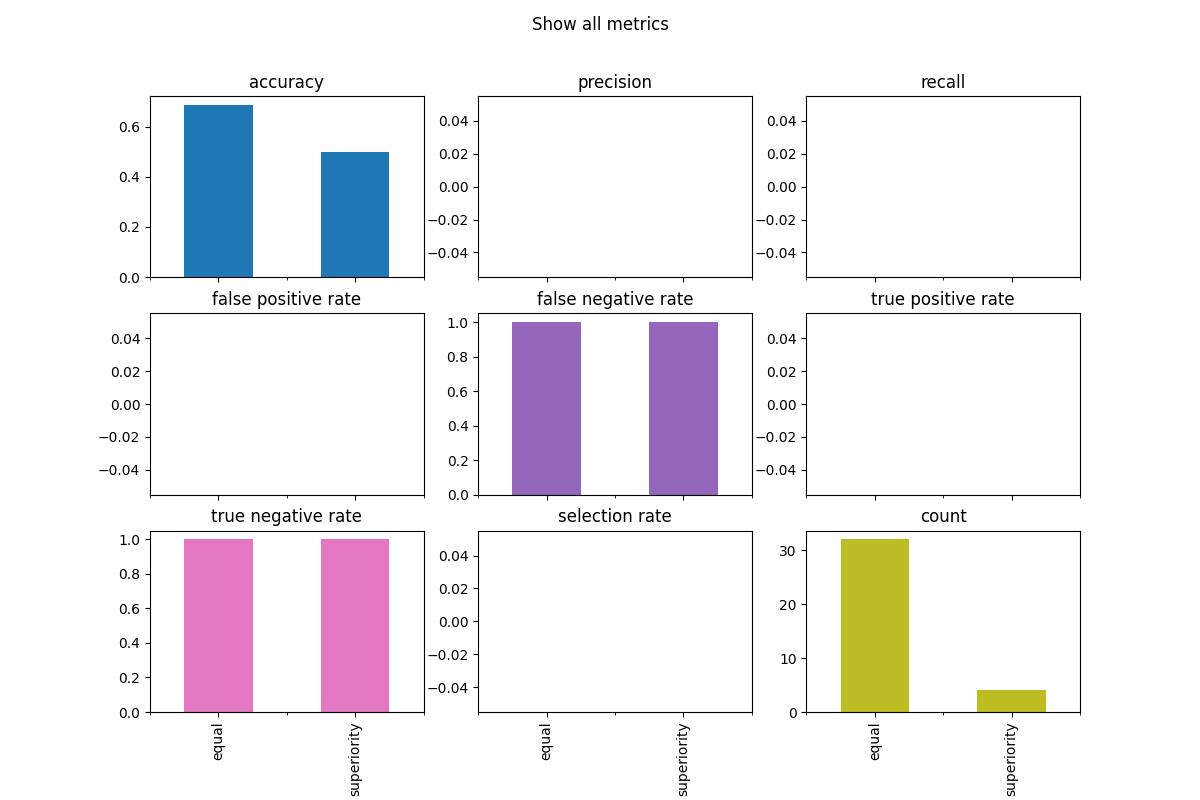 Show all metrics
accuracy
0.6
0.4
0.2
0.0
precision
0.04
0.02
0.00
−0.02
−0.04
recall
0.04
0.02
0.00
−0.02
−0.04
false positive rate
0.04
0.02
0.00
−0.02
−0.04
false negative rate
1.0
0.8
0.6
0.4
0.2
0.0
true positive rate
0.04
0.02
0.00
−0.02
−0.04
true negative rate
1.0
0.8
0.6
0.4
0.2
0.0
equal
superiority
selection rate
0.04
0.02
0.00
−0.02
−0.04
equal
superiority
count
30
20
10
0
equal
superiority